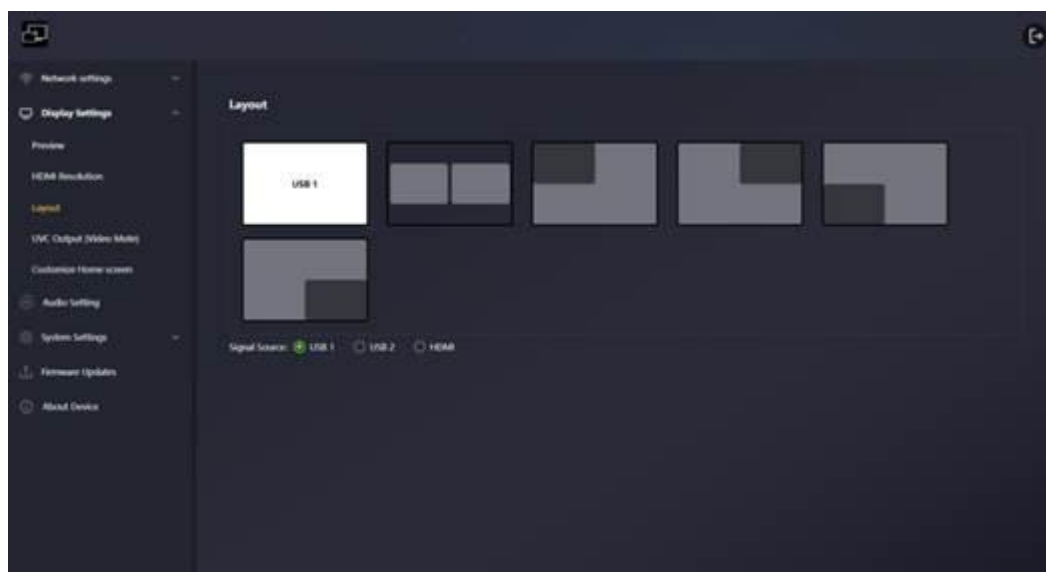 Network settings
Display Settings
Preview
HDMI Resolution
Layout
UVC Output (Video Mute)
Customize Home screen
Audio Setting
System Settings
Firmware Updates
About Device
Layout
USB 1
Signal Source: USB 1 USB 2 HDMI